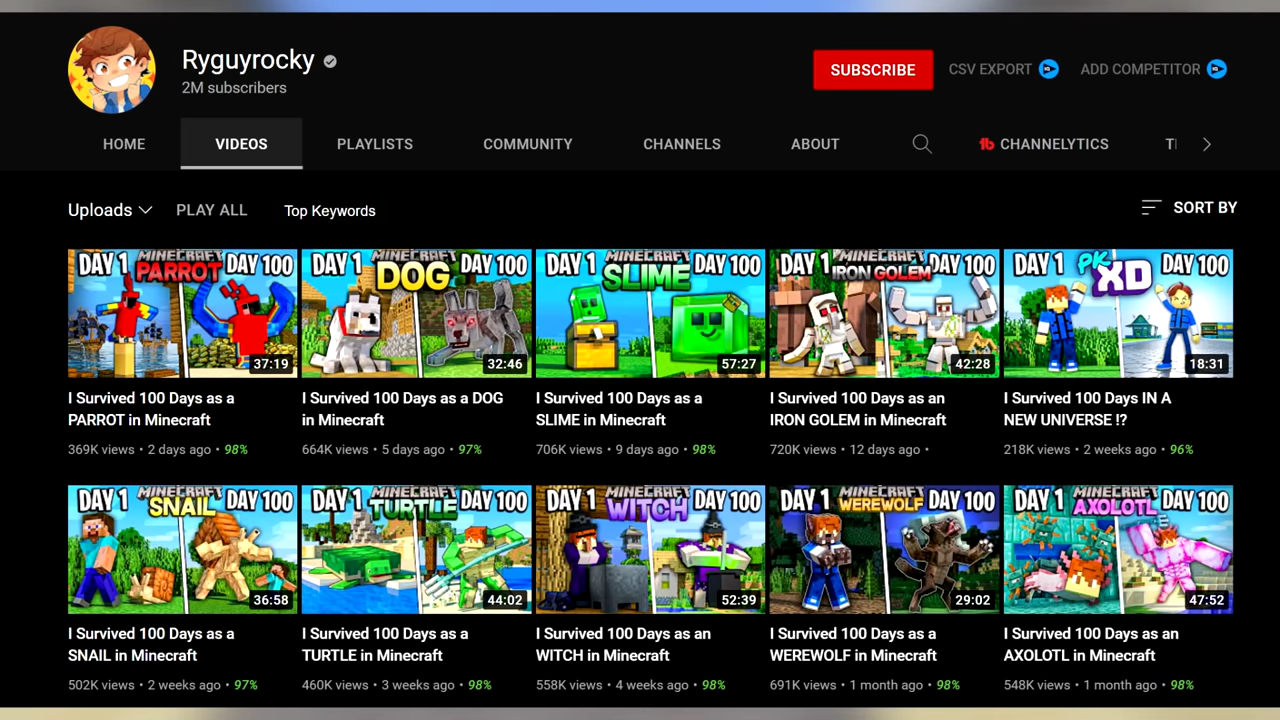 Ryguyrocky
2M subscribers
SUBSCRIBE
CSV EXPORT
ADD COMPETITOR
HOME
VIDEOS
PLAYLISTS
COMMUNITY
CHANNELS
ABOUT
CHANNELYTICS
Uploads
PLAY ALL
Top Keywords
SORT BY
DAY 1 MINECRAFT PARROT DAY 100
37:19
DAY 1 MINECRAFT DOG DAY 100
32:46
DAY 1 MINECRAFT SLIME DAY 100
57:27
DAY 1 MINECRAFT IRON GOLEM DAY 100
42:28
DAY 1 PK XD DAY 100
18:31
I Survived 100 Days as a
PARROT in Minecraft
369K views • 2 days ago • 98%
I Survived 100 Days as a DOG
in Minecraft
664K views • 5 days ago • 97%
I Survived 100 Days as a
SLIME in Minecraft
706K views • 9 days ago • 98%
I Survived 100 Days as an
IRON GOLEM in Minecraft
720K views • 12 days ago •
I Survived 100 Days IN A
NEW UNIVERSE !?
218K views • 2 weeks ago • 96%
DAY 1 MINECRAFT SNAIL DAY 100
36:58
DAY 1 MINECRAFT TURTLE DAY 100
44:02
DAY 1 MINECRAFT WITCH DAY 100
52:39
DAY 1 MINECRAFT WEREWOLF DAY 100
29:02
DAY 1 MINECRAFT AXOLOTL DAY 100
47:52
I Survived 100 Days as a
SNAIL in Minecraft
502K views • 2 weeks ago • 97%
I Survived 100 Days as a
TURTLE in Minecraft
460K views • 3 weeks ago • 98%
I Survived 100 Days as an
WITCH in Minecraft
558K views • 4 weeks ago • 98%
I Survived 100 Days as a
WEREWOLF in Minecraft
691K views • 1 month ago • 98%
I Survived 100 Days as an
AXOLOTL in Minecraft
548K views • 1 month ago • 98%